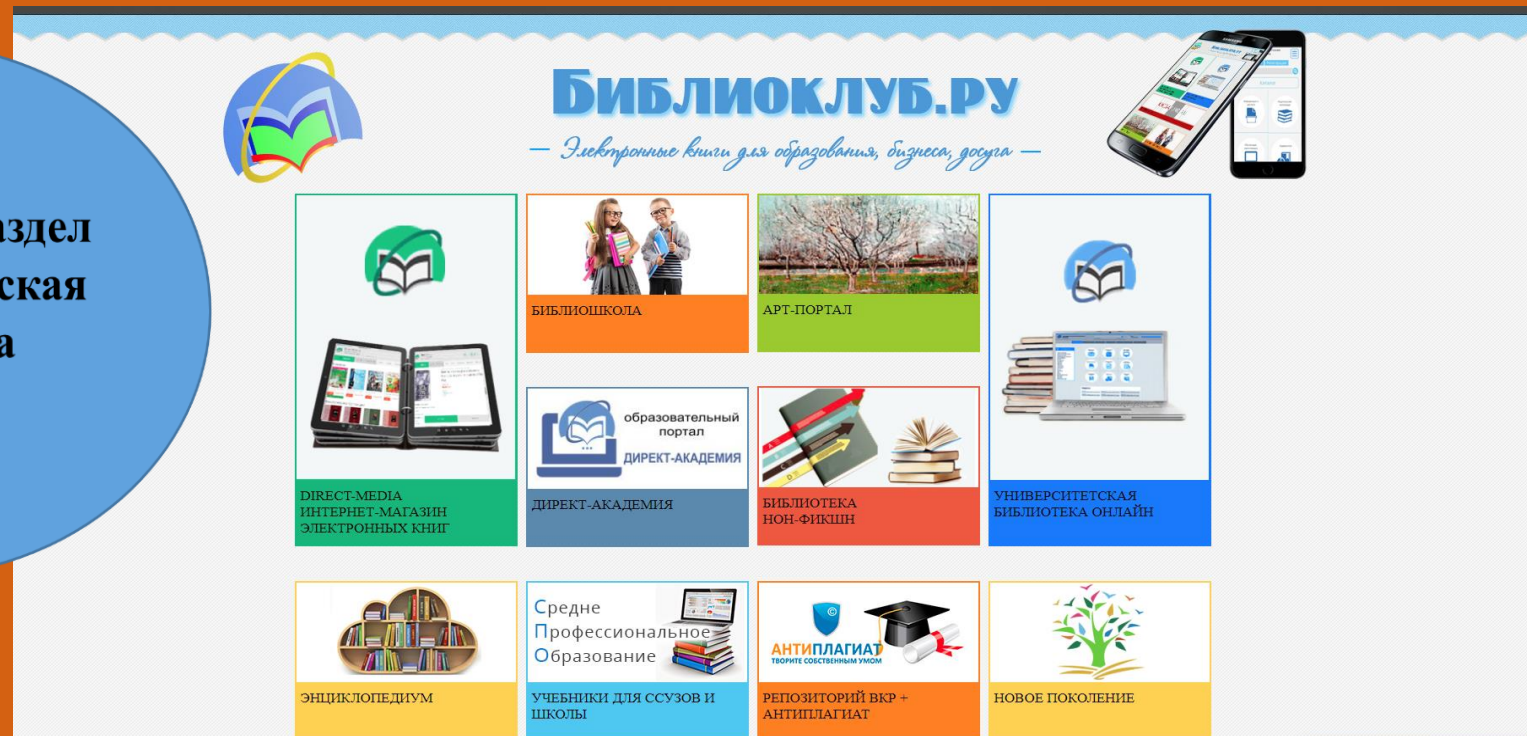 Библиоклуб.ру
— Электронные книги для образования, бизнеса, досуга —
аздел
ская
а
DIRECT-MEDIA
ИНТЕРНЕТ-МАГАЗИН
ЭЛЕКТРОННЫХ КНИГ
БИБЛИОШКОЛА
АРТ-ПОРТАЛ
образовательный
портал
ДИРЕКТ-АКАДЕМИЯ
ДИРЕКТ-АКАДЕМИЯ
БИБЛИОТЕКА
НОН-ФИКШН
УНИВЕРСИТЕТСКАЯ
БИБЛИОТЕКА ОНЛАЙН
ЭНЦИКЛОПЕДИУМ
Средне
Профессиональное
Образование
УЧЕБНИКИ ДЛЯ ССУЗОВ И
ШКОЛЫ
©
АНТИПЛАГИАТ
ТВОРИТЕ СОБСТВЕННЫМ УМОМ
РЕПОЗИТОРИЙ ВКР +
АНТИПЛАГИАТ
НОВОЕ ПОКОЛЕНИЕ